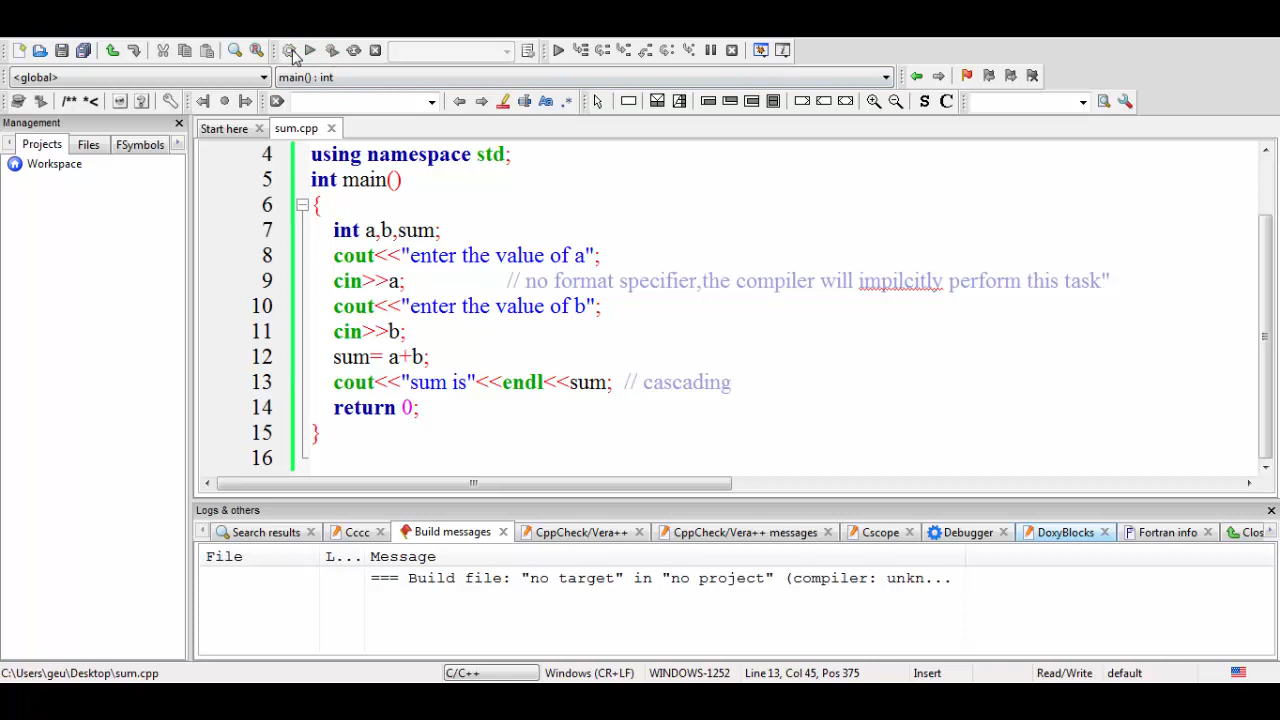 <global>
main() : int
/** *<
.*
S C
Management
Start here
sum.cpp
Projects Files FSymbols
Workspace
4 using namespace std;
5 int main()
6 {
7 int a,b,sum;
8 cout<<"enter the value of a";
9 cin>>a; // no format specifier,the compiler will impilcitly perform this task"
10 cout<<"enter the value of b";
11 cin>>b;
12 sum= a+b;
13 cout<<"sum is"<<endl<<sum; // cascading
14 return 0;
15 }
16
Logs & others
Search results Cccc Build messages CppCheck/Vera++ CppCheck/Vera++ messages Cscope Debugger DoxyBlocks Fortran info Clos
File L... Message
=== Build file: "no target" in "no project" (compiler: unkn...
C:\Users\geu\Desktop\sum.cpp C/C++ Windows (CR+LF) WINDOWS-1252 Line 13, Col 45, Pos 375 Insert Read/Write default